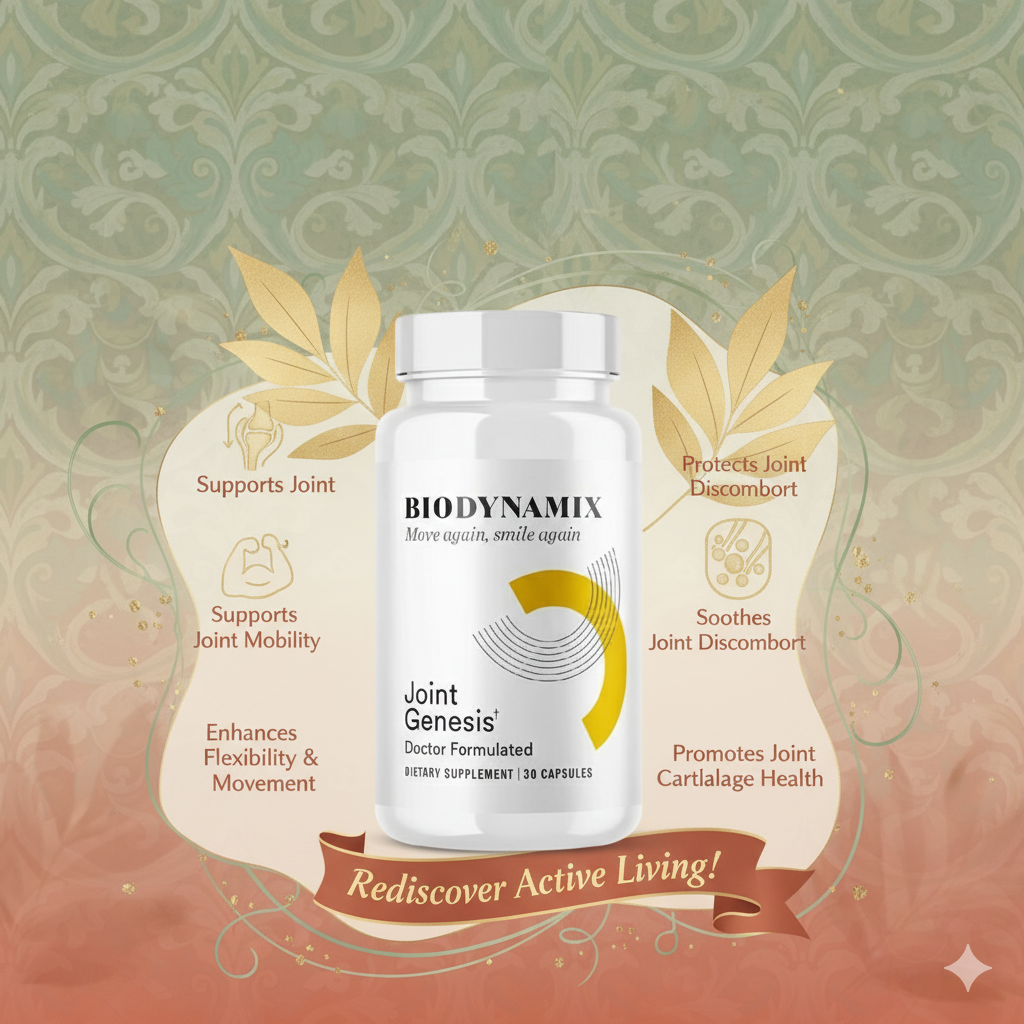 Supports Joint
Supports
Joint Mobility
Enhances
Flexibility &
Movement
BIODYNAMIX
Move again, smile again
Joint
Genesis†
Doctor Formulated
DIETARY SUPPLEMENT | 30 CAPSULES
Protects Joint
Discombort
Soothes
Joint Discombort
Promotes Joint
Cartlalage Health
Rediscover Active Living!